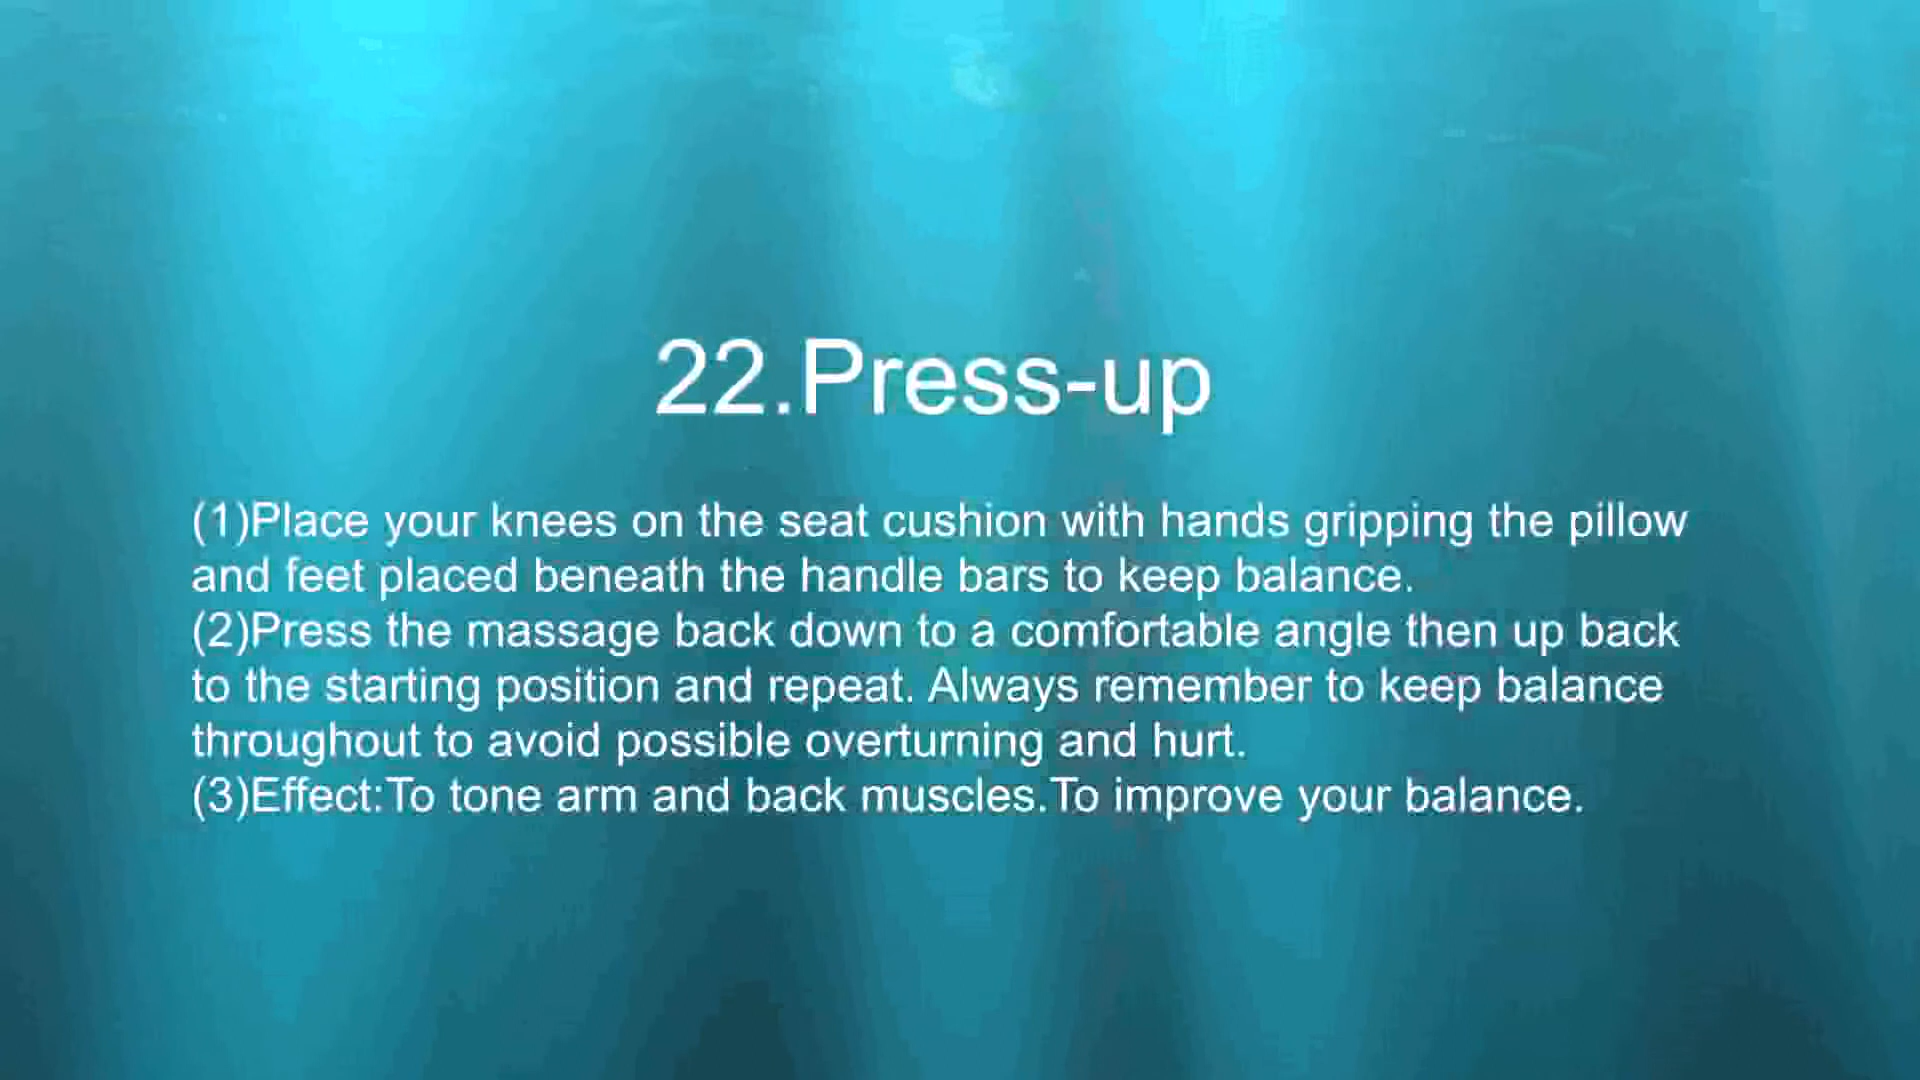 22.Press-up
(1)Place your knees on the seat cushion with hands gripping the pillow
and feet placed beneath the handle bars to keep balance.
(2)Press the massage back down to a comfortable angle then up back
to the starting position and repeat. Always remember to keep balance
throughout to avoid possible overturning and hurt.
(3)Effect:To tone arm and back muscles.To improve your balance.